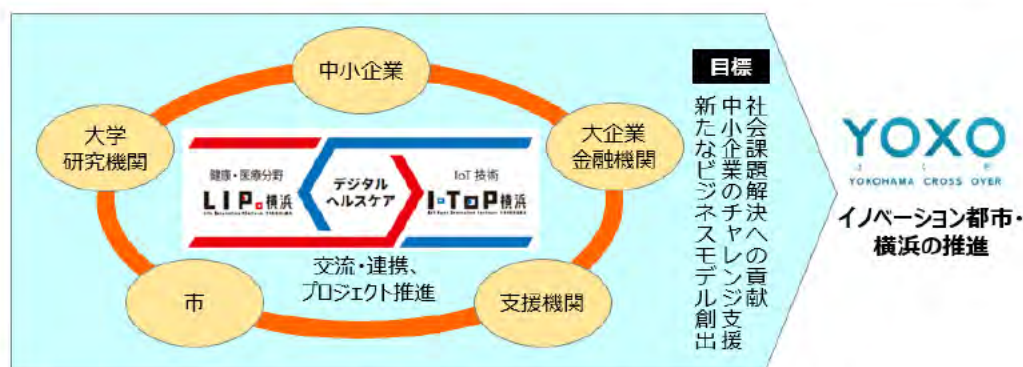 中小企業
大学
研究機関
大企業
金融機関
健康・医療分野
LIP.横浜
デジタル
ヘルスケア
IoT 技術
I・ToP横浜
交流・連携、
プロジェクト推進
市
支援機関
目標
社会課題解決への貢献
中小企業のチャレンジ支援
新たなビジネスモデル創出
YOXO
YOKOHAMA CROSS OVER
イノベーション都市・
横浜の推進